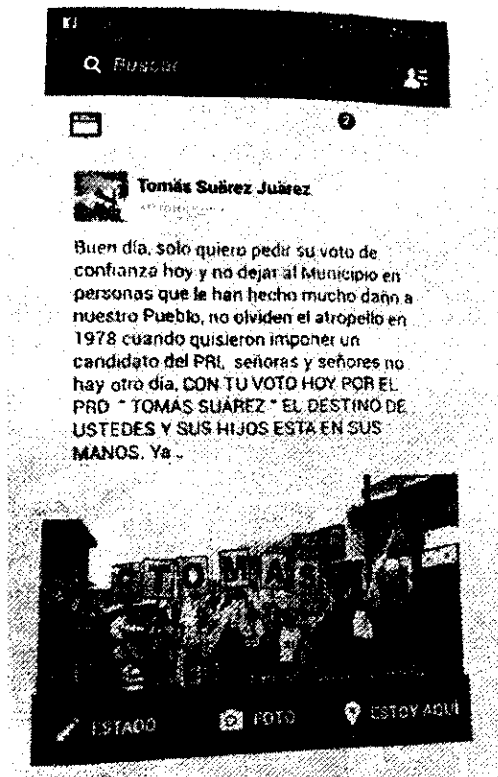 Buscar
2
Tomás Suárez Juárez
Buen día, solo quiero pedir su voto de
confianza hoy y no dejar al Municipio en
personas que le han hecho mucho daño a
nuestro Pueblo, no olviden el atropello en
1978 cuando quisieron imponer un
candidato del PRI, señoras y señores no
hay otro día, CON TU VOTO HOY POR EL
PRD " TOMÁS SUÁREZ " EL DESTINO DE
USTEDES Y SUS HIJOS ESTA EN SUS
MANOS. Ya ..
TOMAS
ESTADO
FOTO
ESTOY AQUÍ